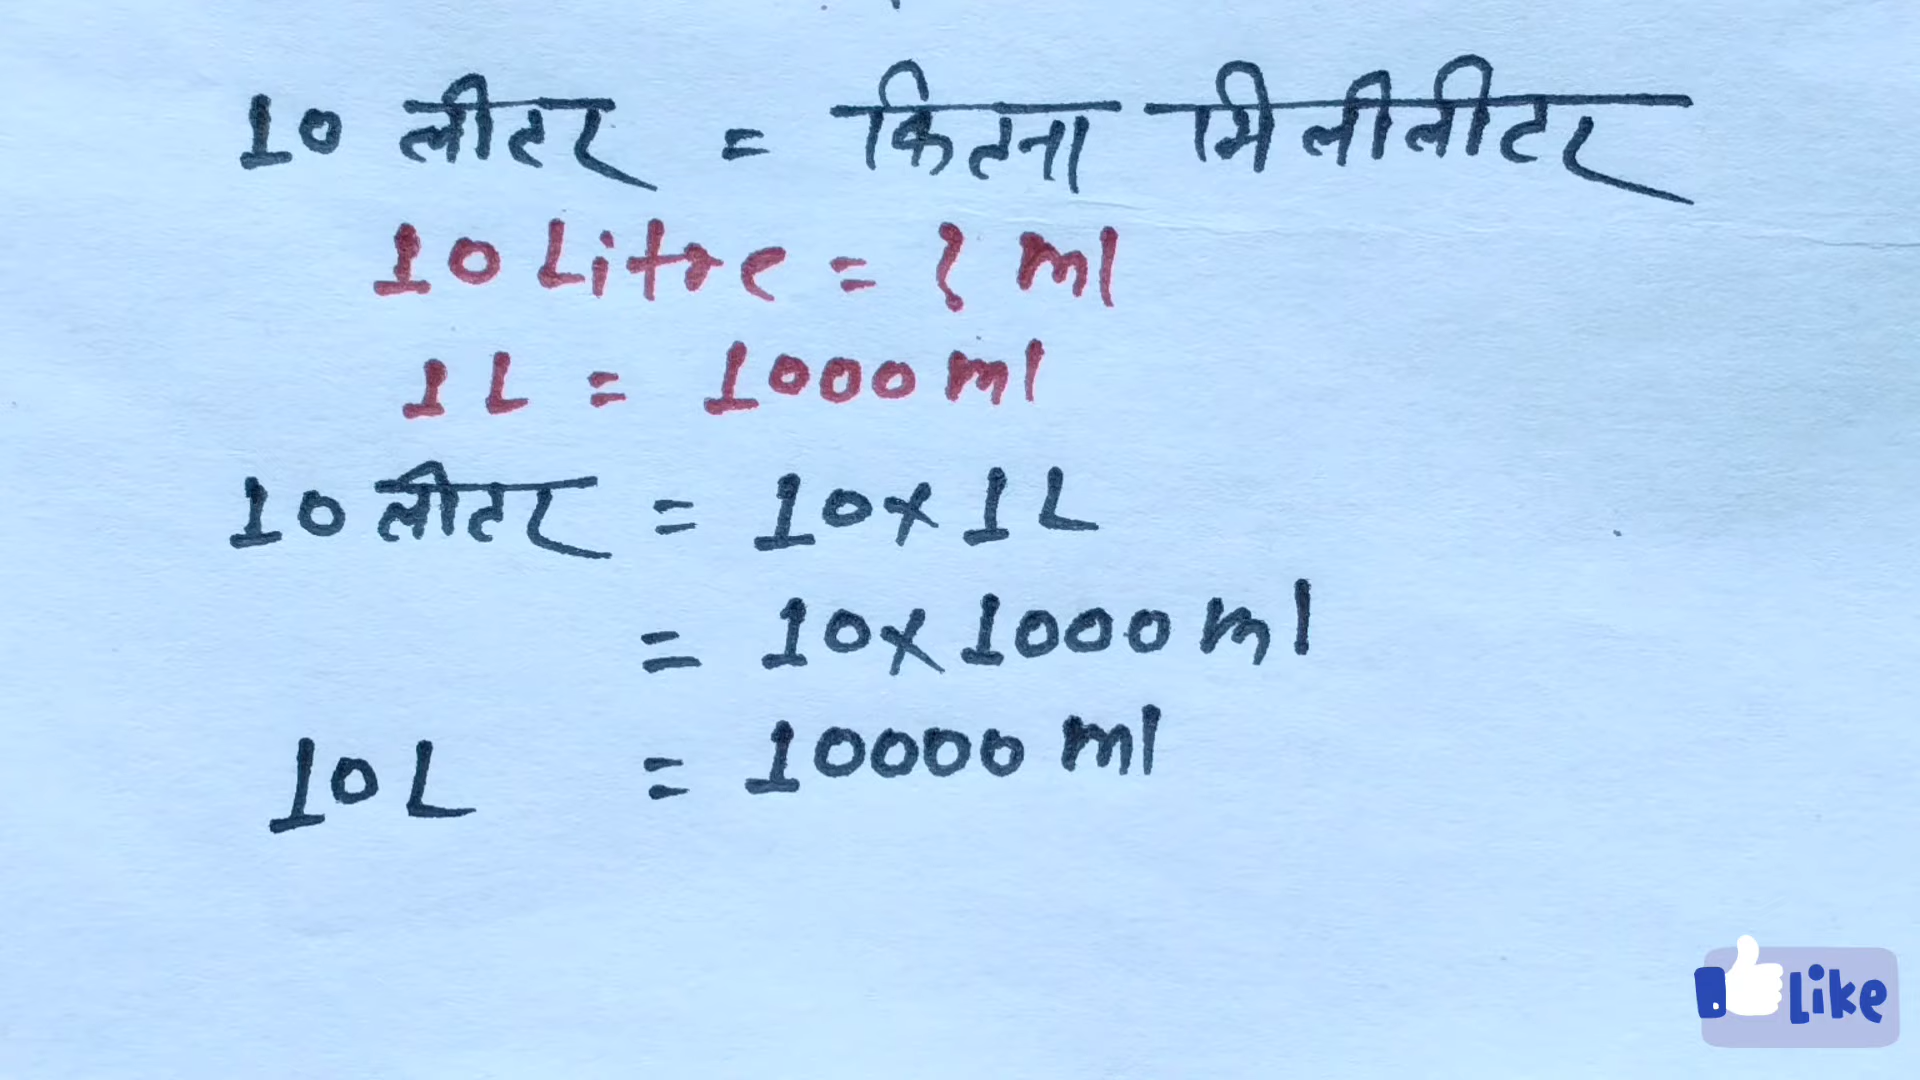 10 लीटर = कितना मिलीलीटर
10 Litre = ? ml
1 L = 1000 ml
10 लीटर = 10 x 1 L
= 10 x 1000 ml
10 L = 10000 ml
Like